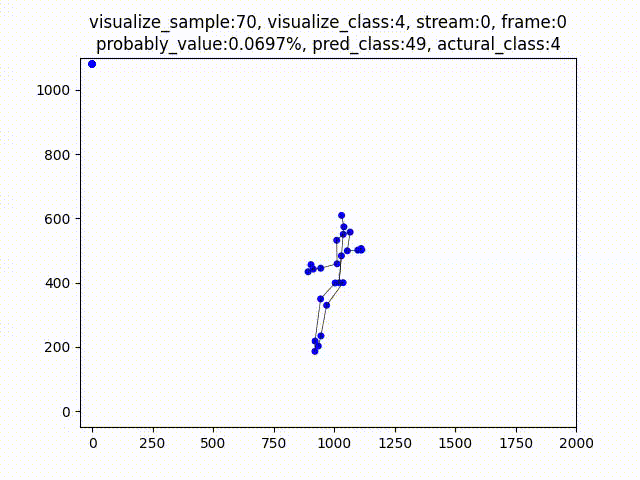 visualize_sample:70, visualize_class:4, stream:0, frame:0
probably_value:0.0697%, pred_class:49, actural_class:4
1000
800
600
400
200
0
0 250 500 750 1000 1250 1500 1750 2000